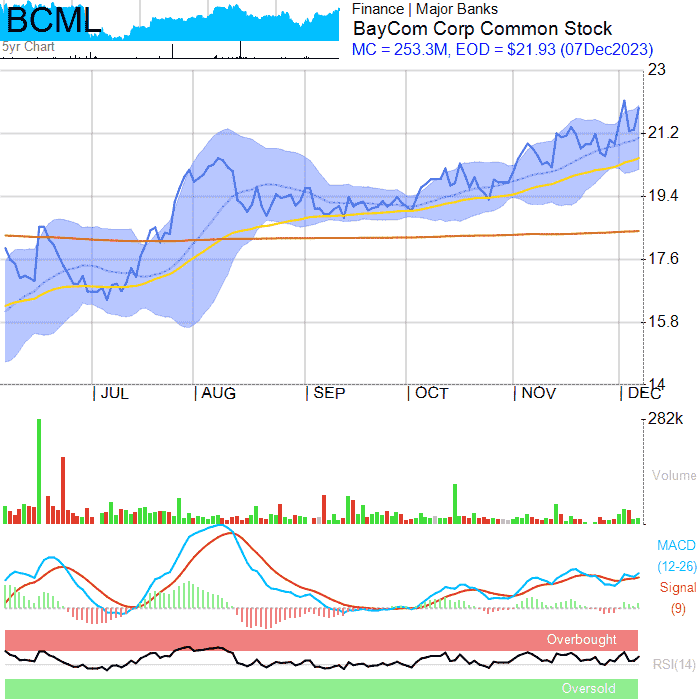 BCML
5yr Chart
Finance | Major Banks
BayCom Corp Common Stock
MC = 253.3M, EOD = $21.93 (07Dec2023)
23
21.2
19.4
17.6
15.8
14
JUL AUG SEP OCT NOV DEC
282k
Volume
MACD
(12-26)
Signal
(9)
Overbought
RSI(14)
Oversold